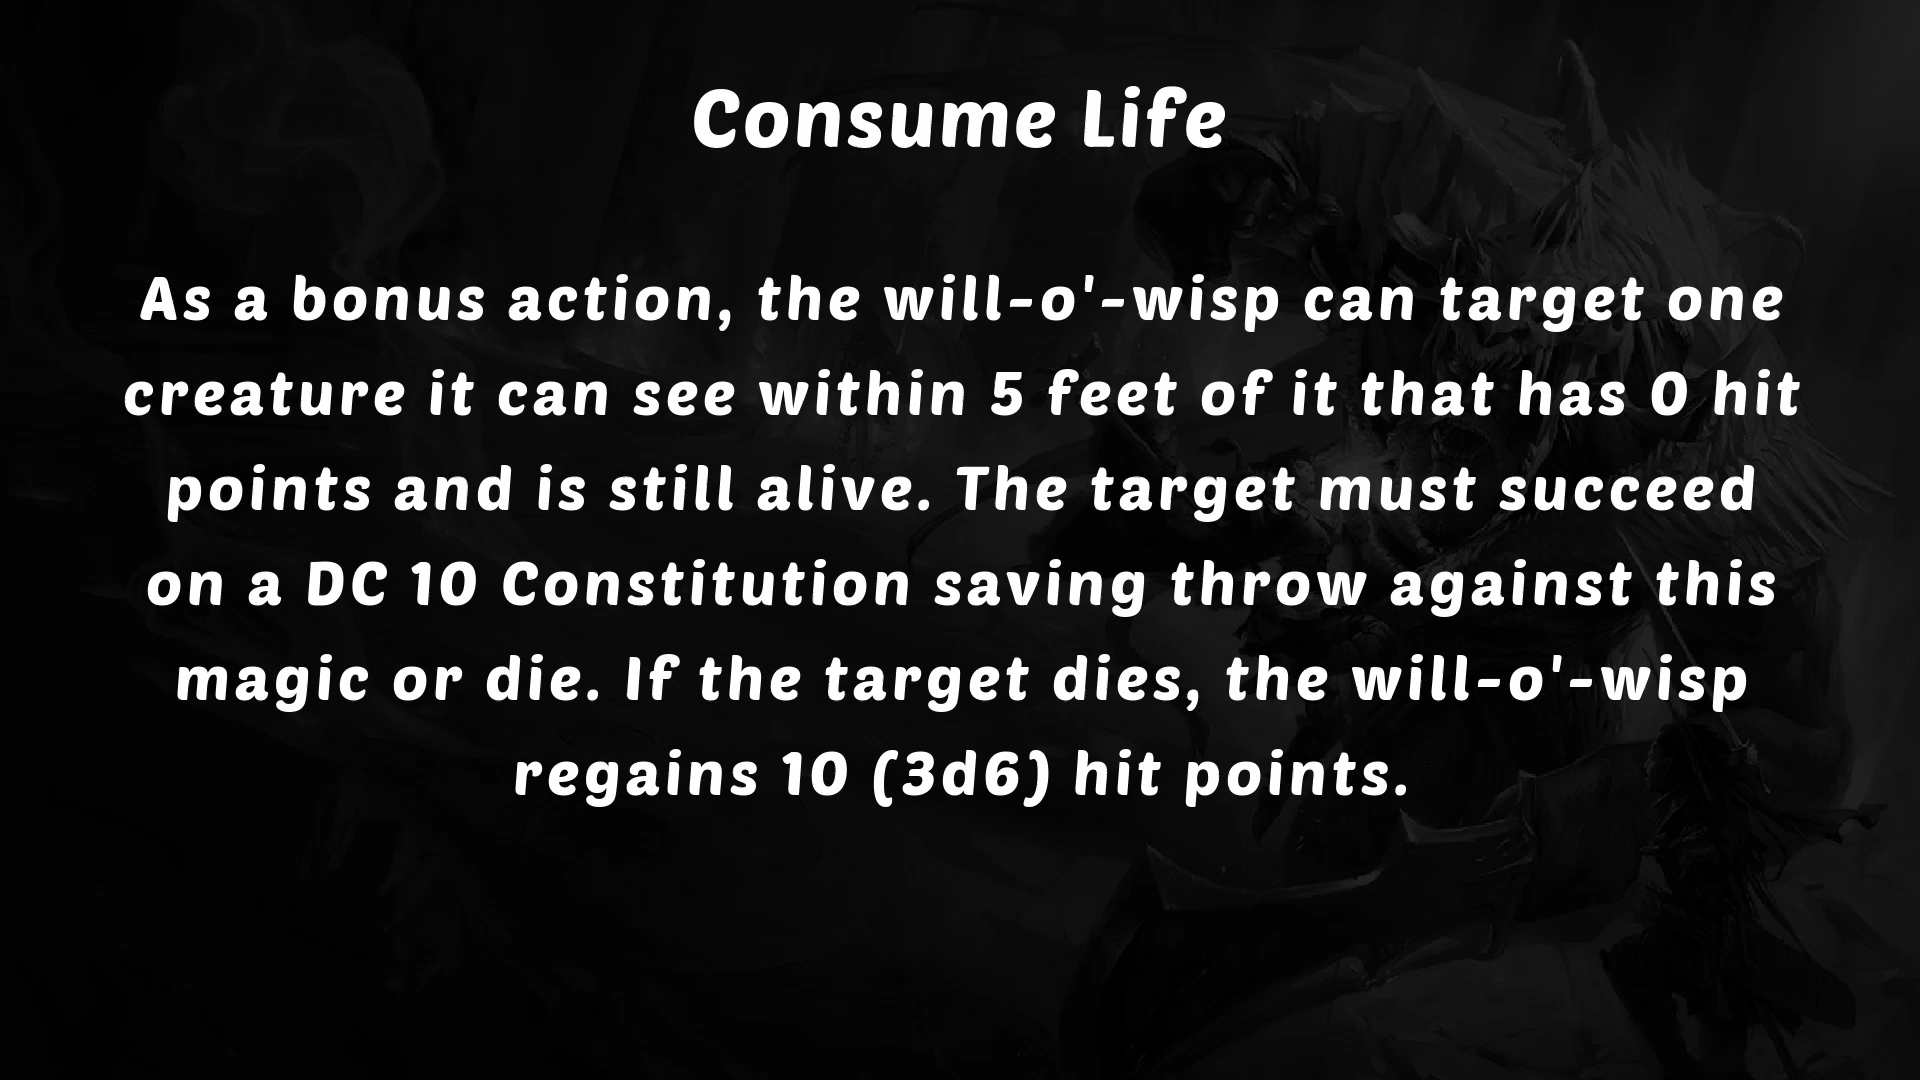 Consume Life
As a bonus action, the will-o'-wisp can target one
creature it can see within 5 feet of it that has 0 hit
points and is still alive. The target must succeed
on a DC 10 Constitution saving throw against this
magic or die. If the target dies, the will-o'-wisp
regains 10 (3d6) hit points.